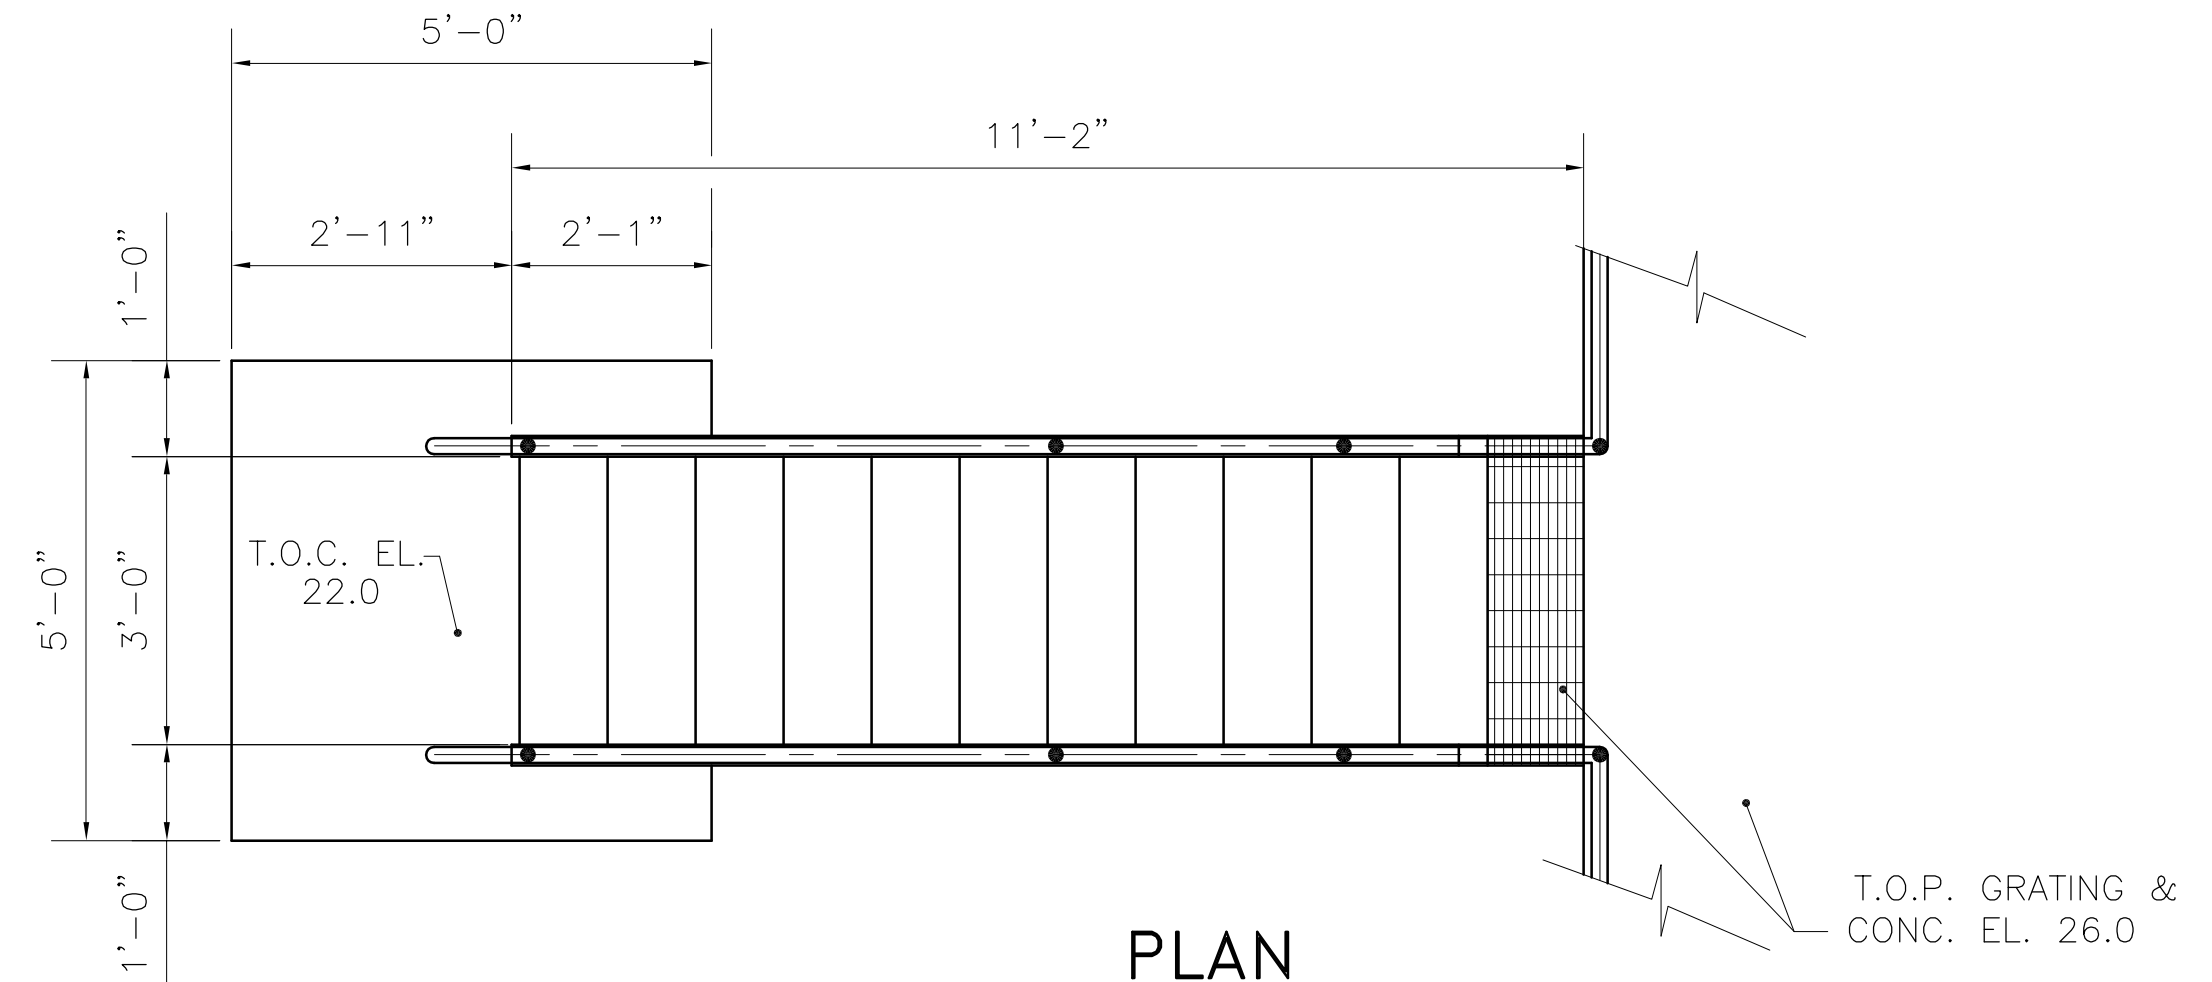 5'-0"
11'-2"
2'-11"
2'-1"
1'-0"
T.O.C. EL.
22.0
5'-0"
3'-0"
1'-0"
T.O.P. GRATING &
CONC. EL. 26.0
PLAN